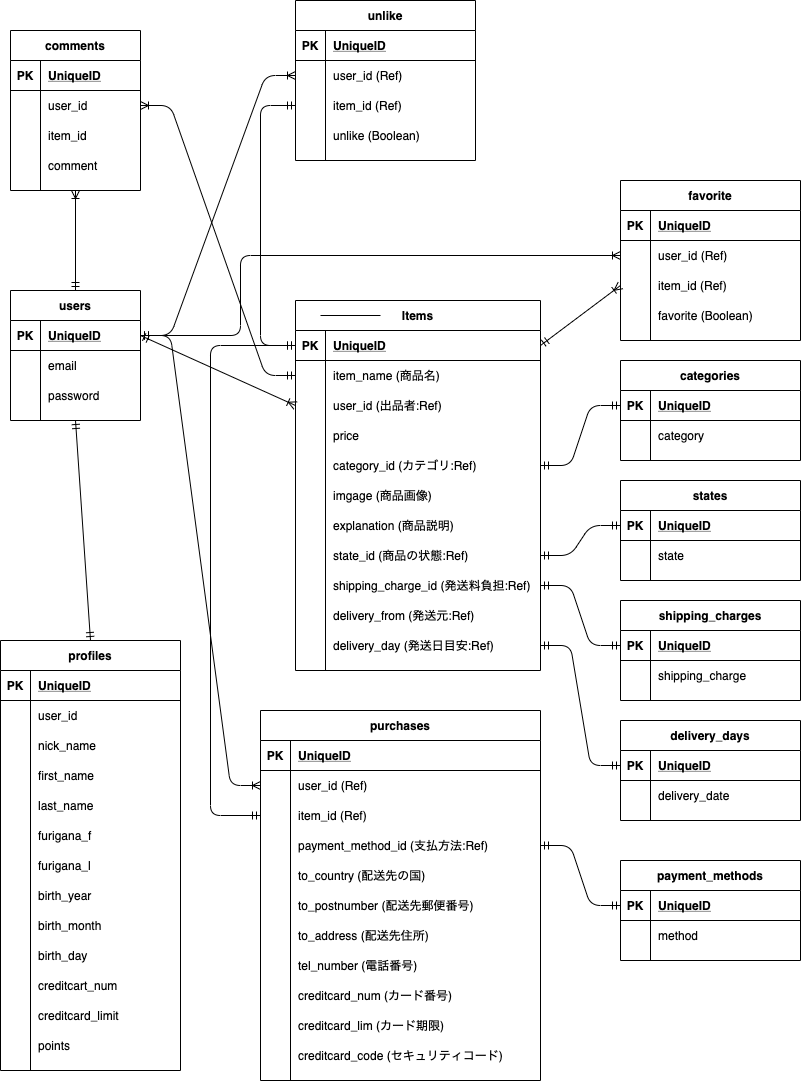 unlike
PK UniqueID
user_id (Ref)
item_id (Ref)
unlike (Boolean)
comments
PK UniqueID
user_id
item_id
comment
favorite
PK UniqueID
user_id (Ref)
item_id (Ref)
favorite (Boolean)
users
PK UniqueID
email
password
Items
PK UniqueID
item_name (商品名)
user_id (出品者:Ref)
price
category_id (カテゴリ:Ref)
imgage (商品画像)
explanation (商品説明)
state_id (商品の状態:Ref)
shipping_charge_id (発送料負担:Ref)
delivery_from (発送元:Ref)
delivery_day (発送日目安:Ref)
categories
PK UniqueID
category
states
PK UniqueID
state
shipping_charges
PK UniqueID
shipping_charge
delivery_days
PK UniqueID
delivery_date
profiles
PK UniqueID
user_id
nick_name
first_name
last_name
furigana_f
furigana_l
birth_year
birth_month
birth_day
creditcart_num
creditcard_limit
points
purchases
PK UniqueID
user_id (Ref)
item_id (Ref)
payment_method_id (支払方法:Ref)
to_country (配送先の国)
to_postnumber (配送先郵便番号)
to_address (配送先住所)
tel_number (電話番号)
creditcard_num (カード番号)
creditcard_lim (カード期限)
creditcard_code (セキュリティコード)
payment_methods
PK UniqueID
method